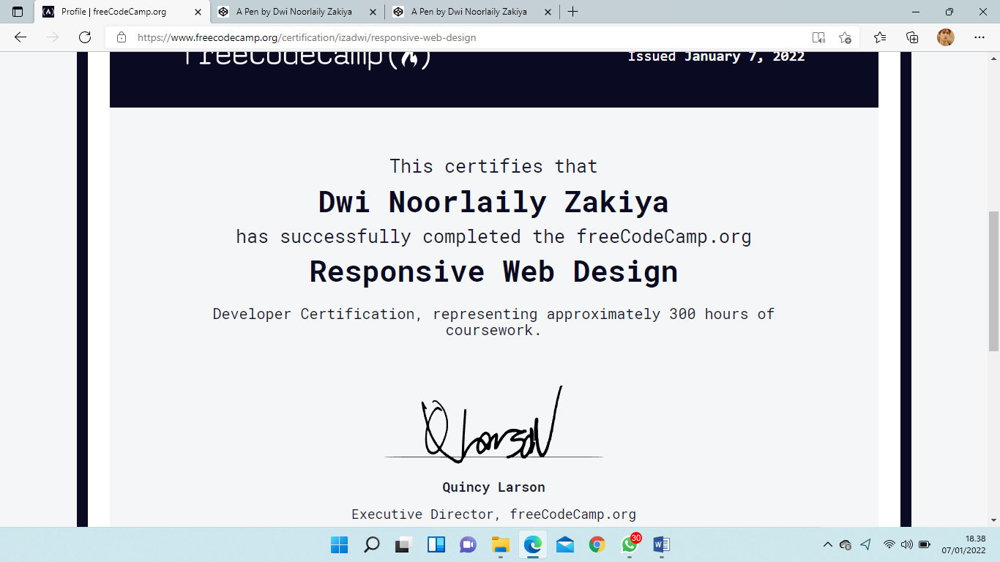 Profile | freeCodeCamp.org
A Pen by Dwi Noorlaily Zakiya
A Pen by Dwi Noorlaily Zakiya
https://www.freecodecamp.org/certification/izadwi/responsive-web-design
freeCodeCamp
Issued January 7, 2022
This certifies that
Dwi Noorlaily Zakiya
has successfully completed the freeCodeCamp.org
Responsive Web Design
Developer Certification, representing approximately 300 hours of
coursework.
Q Larson
Quincy Larson
Executive Director, freeCodeCamp.org
30
18.38
07/01/2022